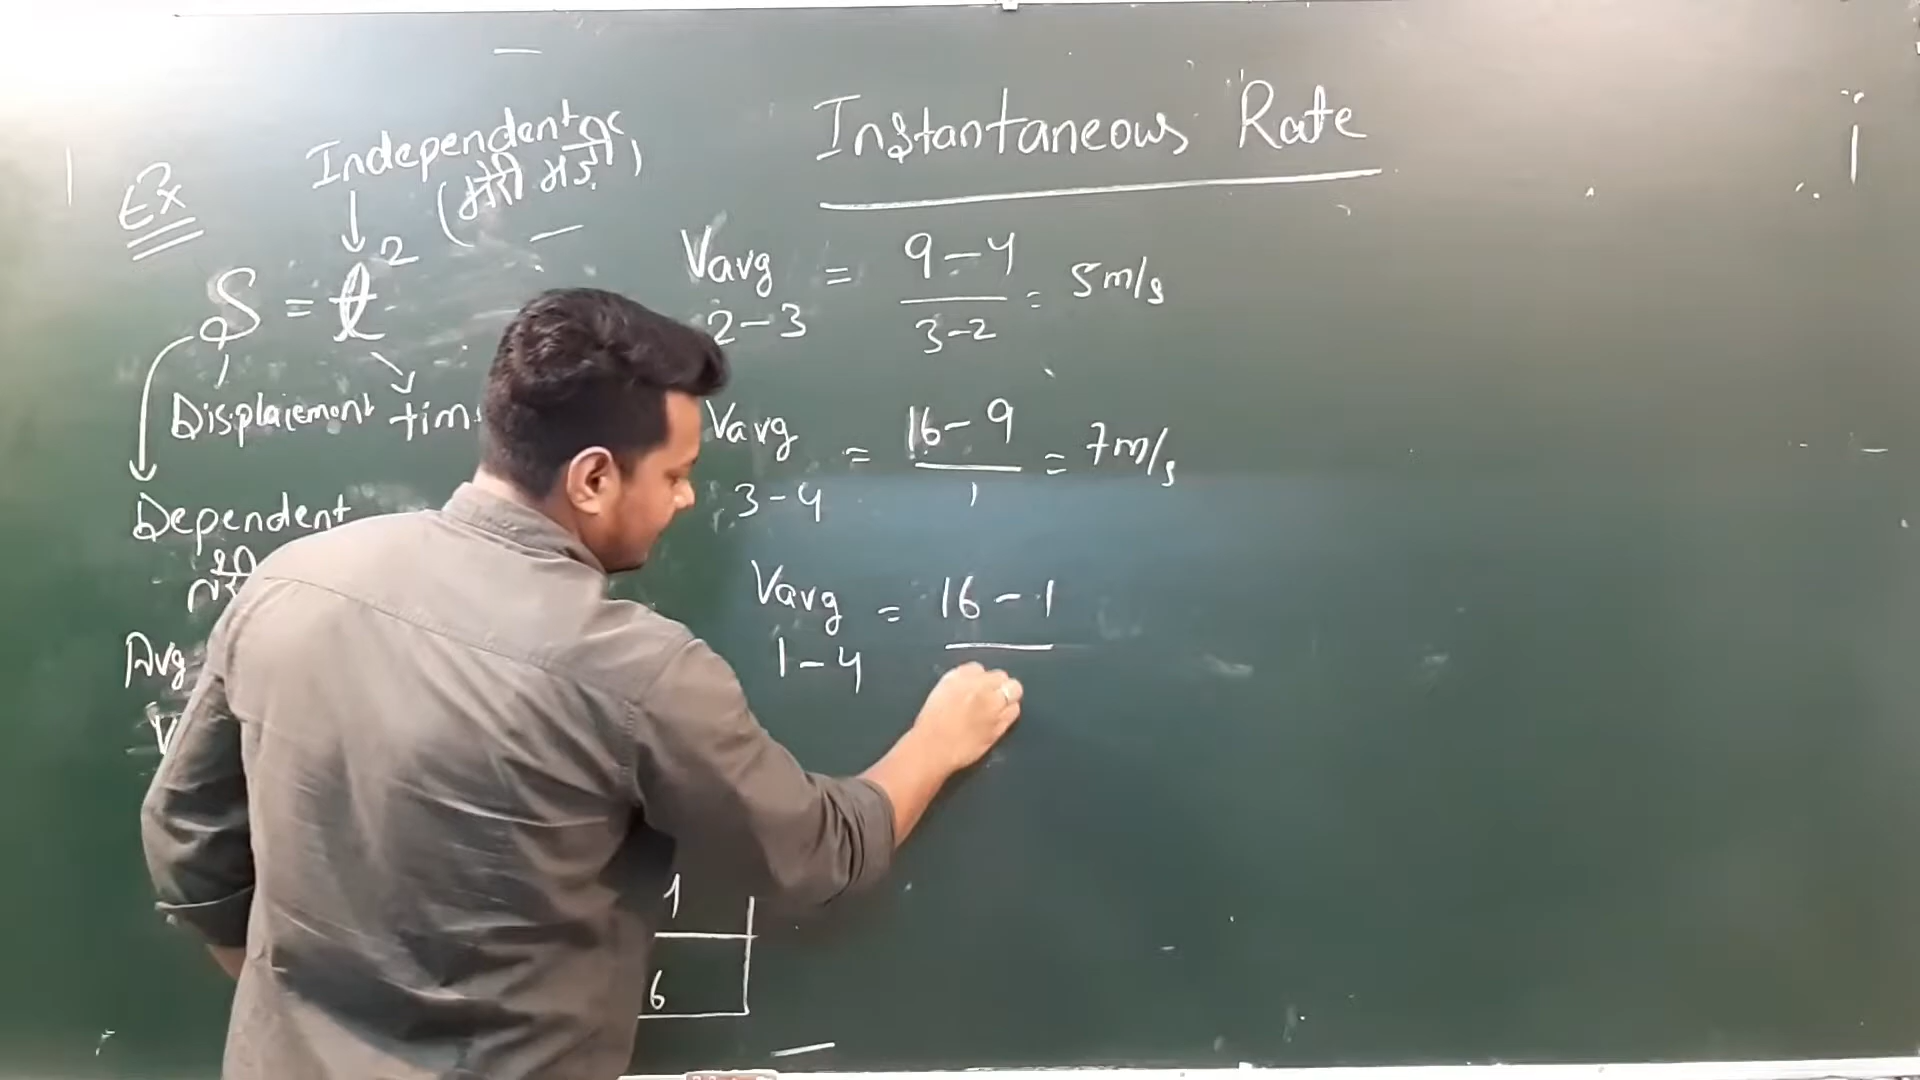 Instantaneous Rate
Ex
Independent
(मेरी मर्जी)
S = t²
Displacement time
Dependent
Avg
V
Vavg = 9-4 = 5m/s
2-3 3-2
Vavg = 16-9 = 7m/s
3-4 1
Vavg = 16-1
1-4
1
6